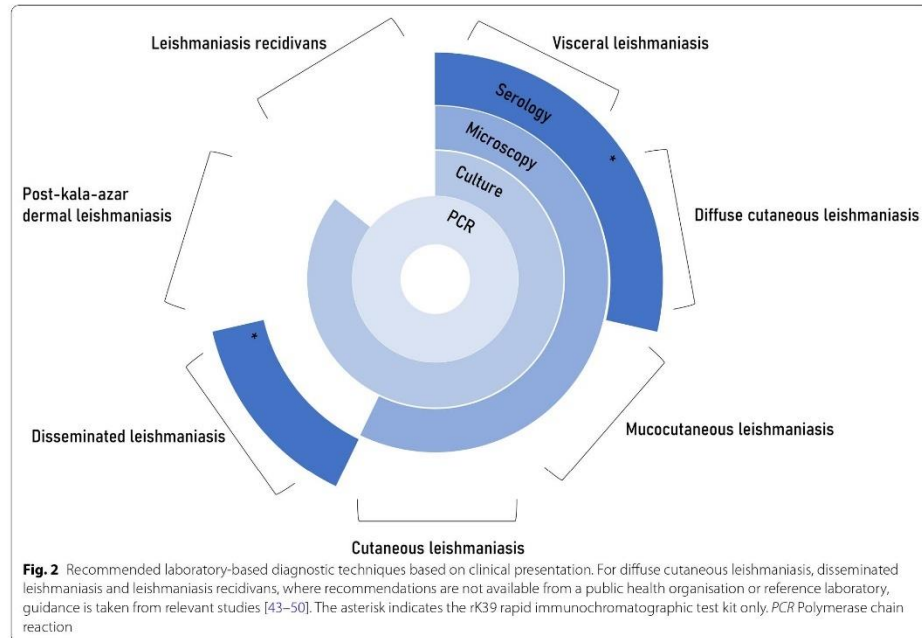 Leishmaniasis recidivans
Visceral leishmaniasis
Serology
*
Microscopy
Culture
PCR
Post-kala-azar
dermal leishmaniasis
Diffuse cutaneous leishmaniasis
*
Disseminated leishmaniasis
Mucocutaneous leishmaniasis
Cutaneous leishmaniasis
Fig. 2 Recommended laboratory-based diagnostic techniques based on clinical presentation. For diffuse cutaneous leishmaniasis, disseminated
leishmaniasis and leishmaniasis recidivans, where recommendations are not available from a public health organisation or reference laboratory,
guidance is taken from relevant studies [43–50]. The asterisk indicates the rK39 rapid immunochromatographic test kit only. PCR Polymerase chain
reaction